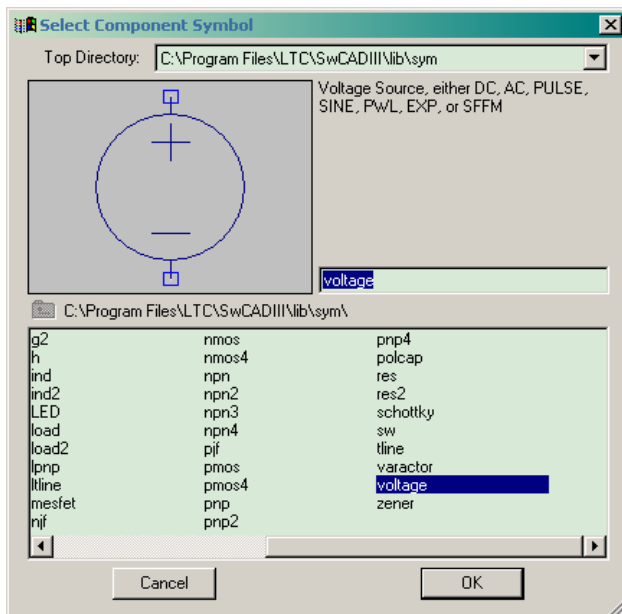 Select Component Symbol
Top Directory: C:\Program Files\LTC\SwCADIII\lib\sym
Voltage Source, either DC, AC, PULSE,
SINE, PWL, EXP, or SFFM
voltage
C:\Program Files\LTC\SwCADIII\lib\sym\
g2 nmos pnp4
h nmos4 polcap
ind npn res
ind2 npn2 res2
LED npn3 schottky
load npn4 sw
load2 pjf tline
lpnp pmos varactor
ltline pmos4 voltage
mesfet pnp zener
njf pnp2
Cancel OK